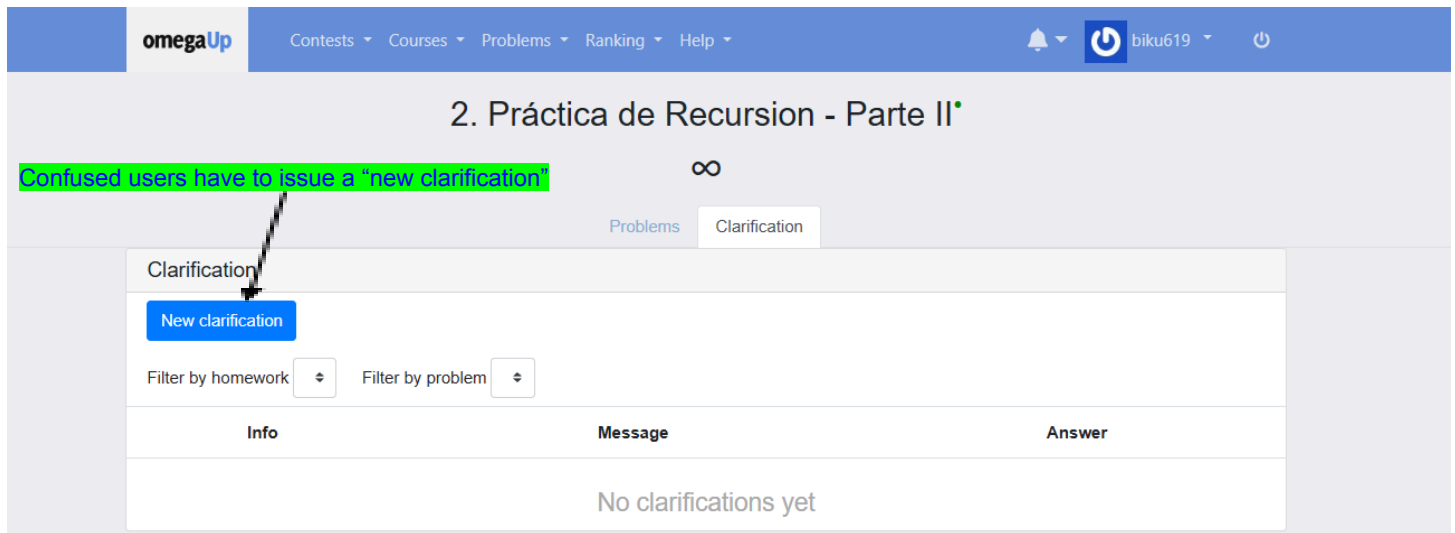 omegaUp Contests Courses Problems Ranking Help biku619
2. Práctica de Recursion - Parte II
∞
Confused users have to issue a “new clarification”
Problems Clarification
Clarification
New clarification
Filter by homework Filter by problem
Info Message Answer
No clarifications yet